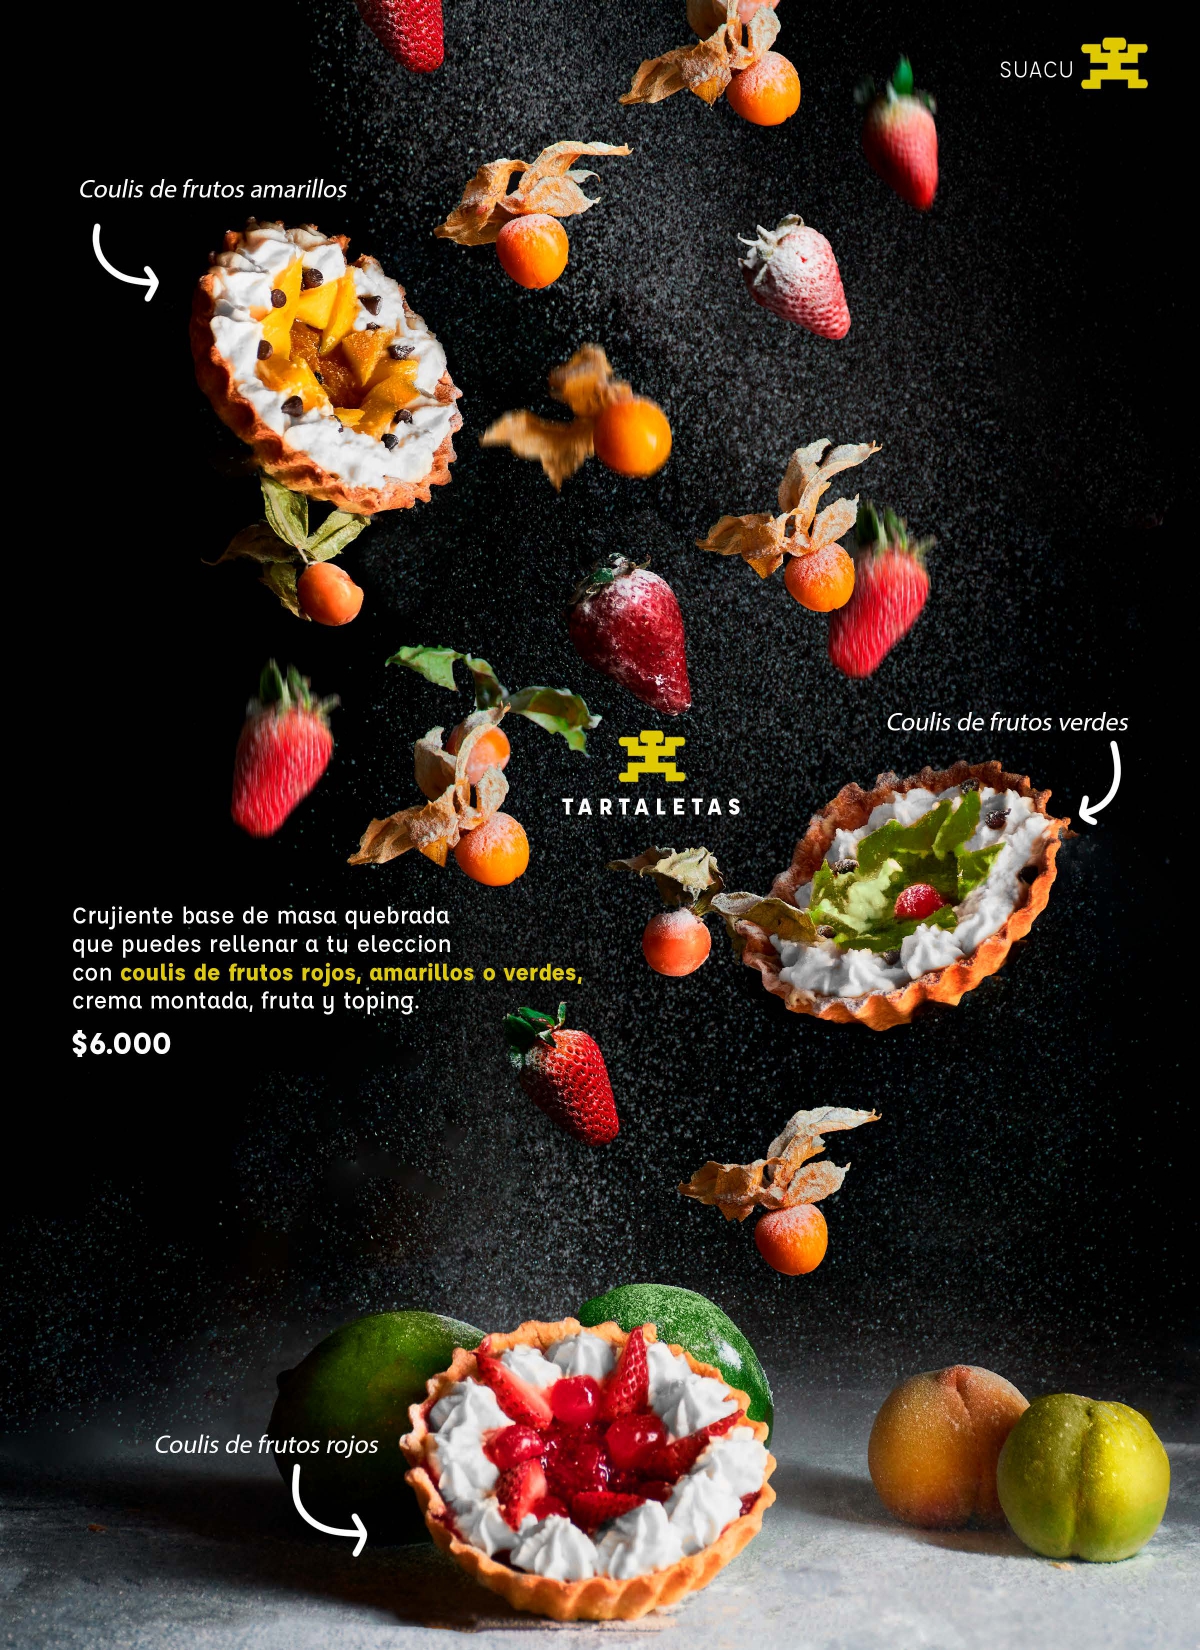 SUACU
Coulis de frutos amarillos
Coulis de frutos verdes
TARTALETAS
Crujiente base de masa quebrada
que puedes rellenar a tu eleccion
con coulis de frutos rojos, amarillos o verdes,
crema montada, fruta y toping.
$6.000
Coulis de frutos rojos